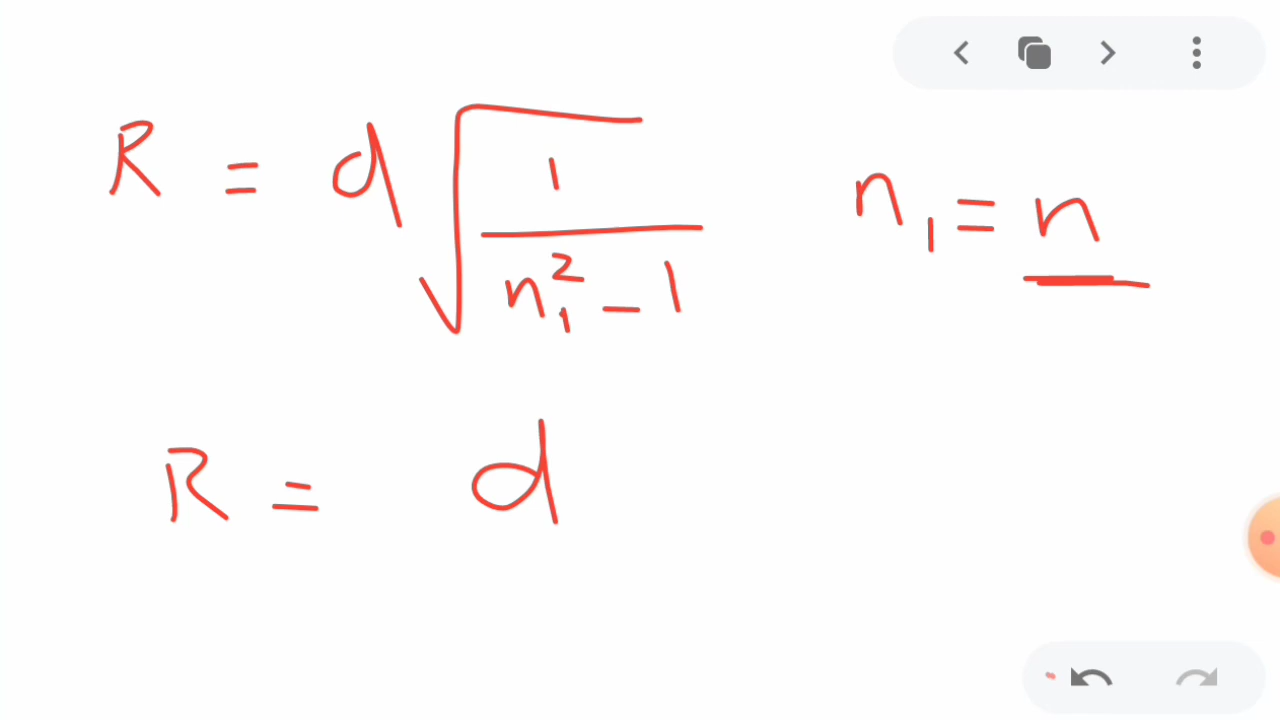 R = d √(1/(n₁² − 1))
n₁ = n
R = d